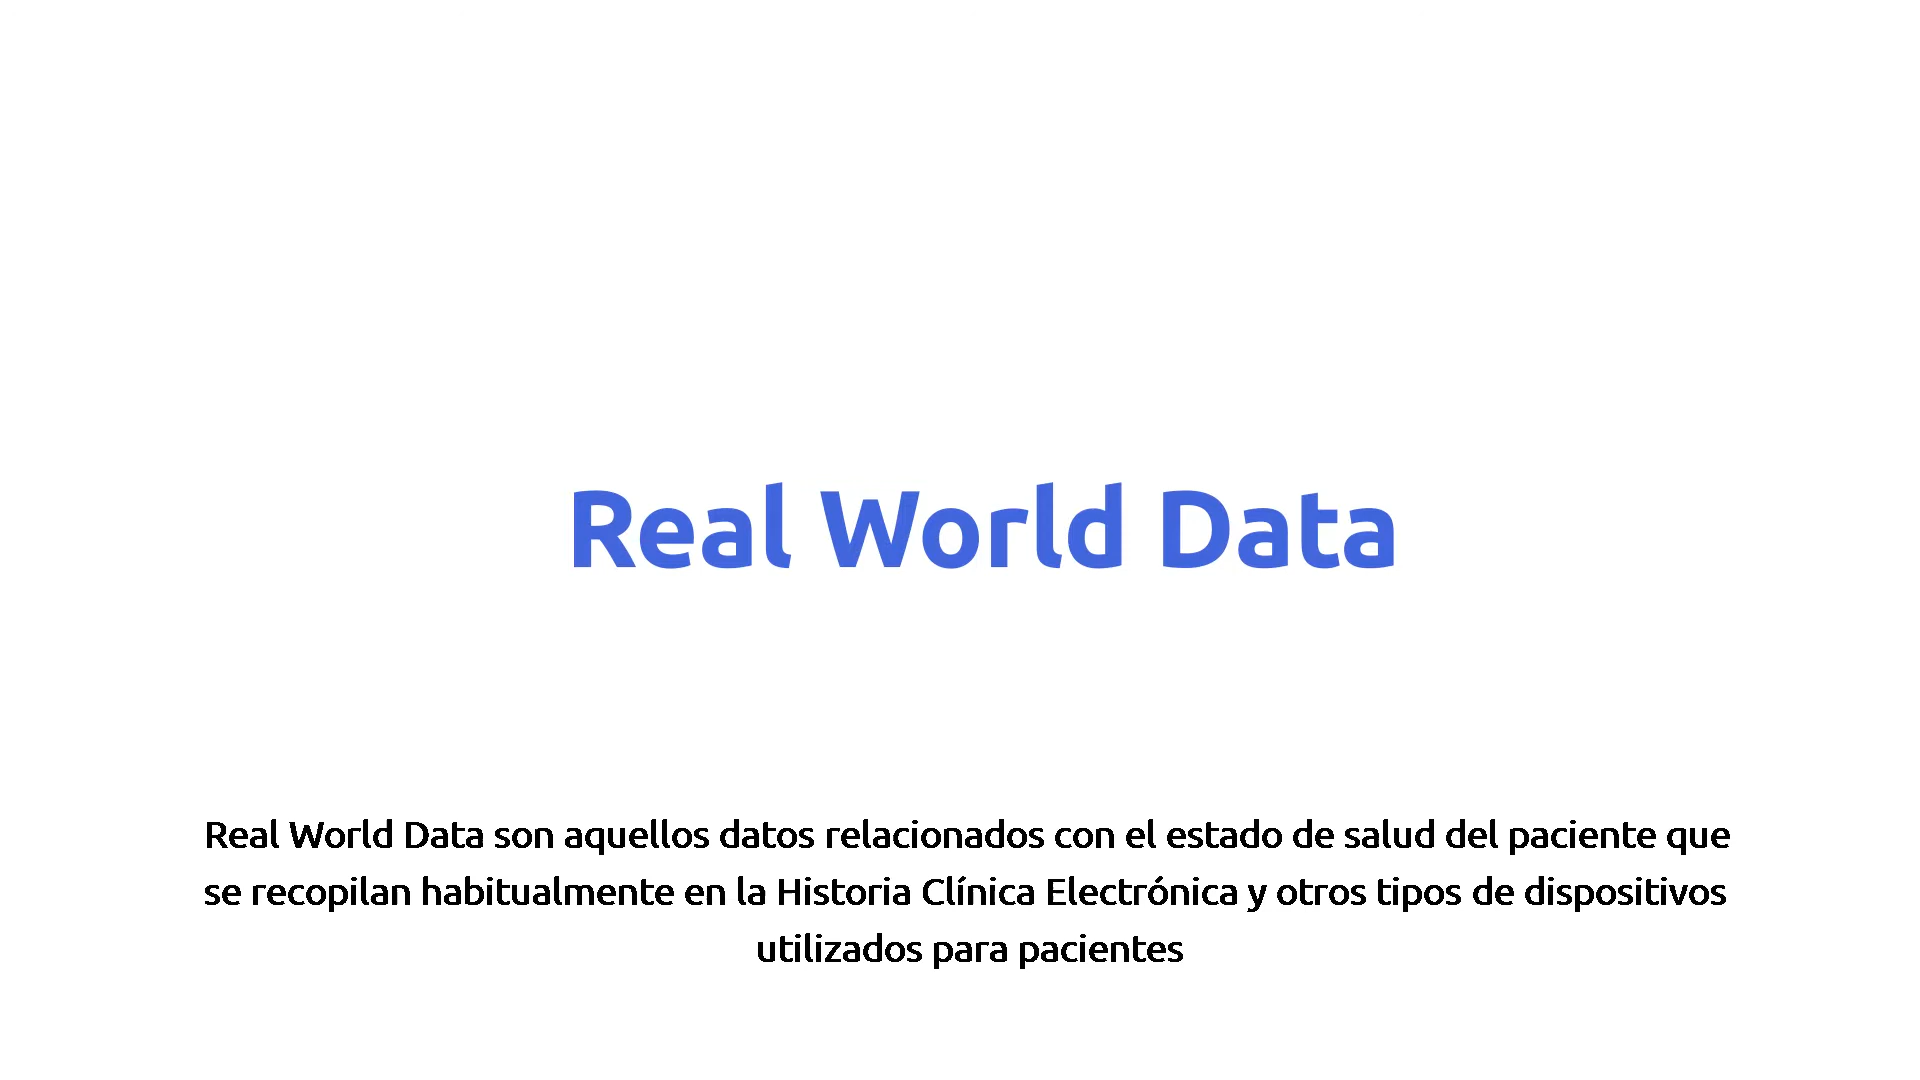 Real World Data
Real World Data son aquellos datos relacionados con el estado de salud del paciente que
se recopilan habitualmente en la Historia Clínica Electrónica y otros tipos de dispositivos
utilizados para pacientes